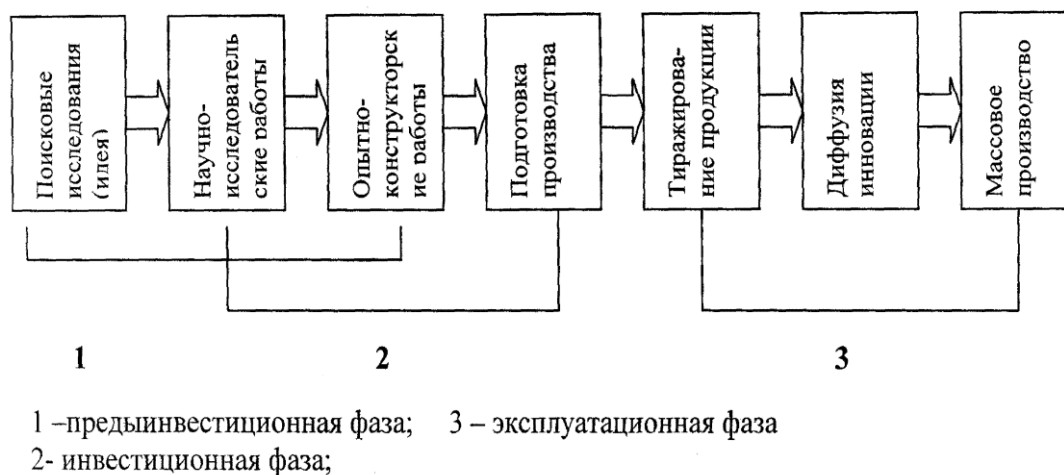 Поисковые
исследования
(идея)
Научно-
исследователь
ские работы
Опытно-
конструкторск
ие работы
Подготовка
производства
Тиражирова-
ние продукции
Диффузия
инновации
Массовое
производство
1
2
3
1 –предыинвестиционная фаза; 3 – эксплуатационная фаза
2- инвестиционная фаза;